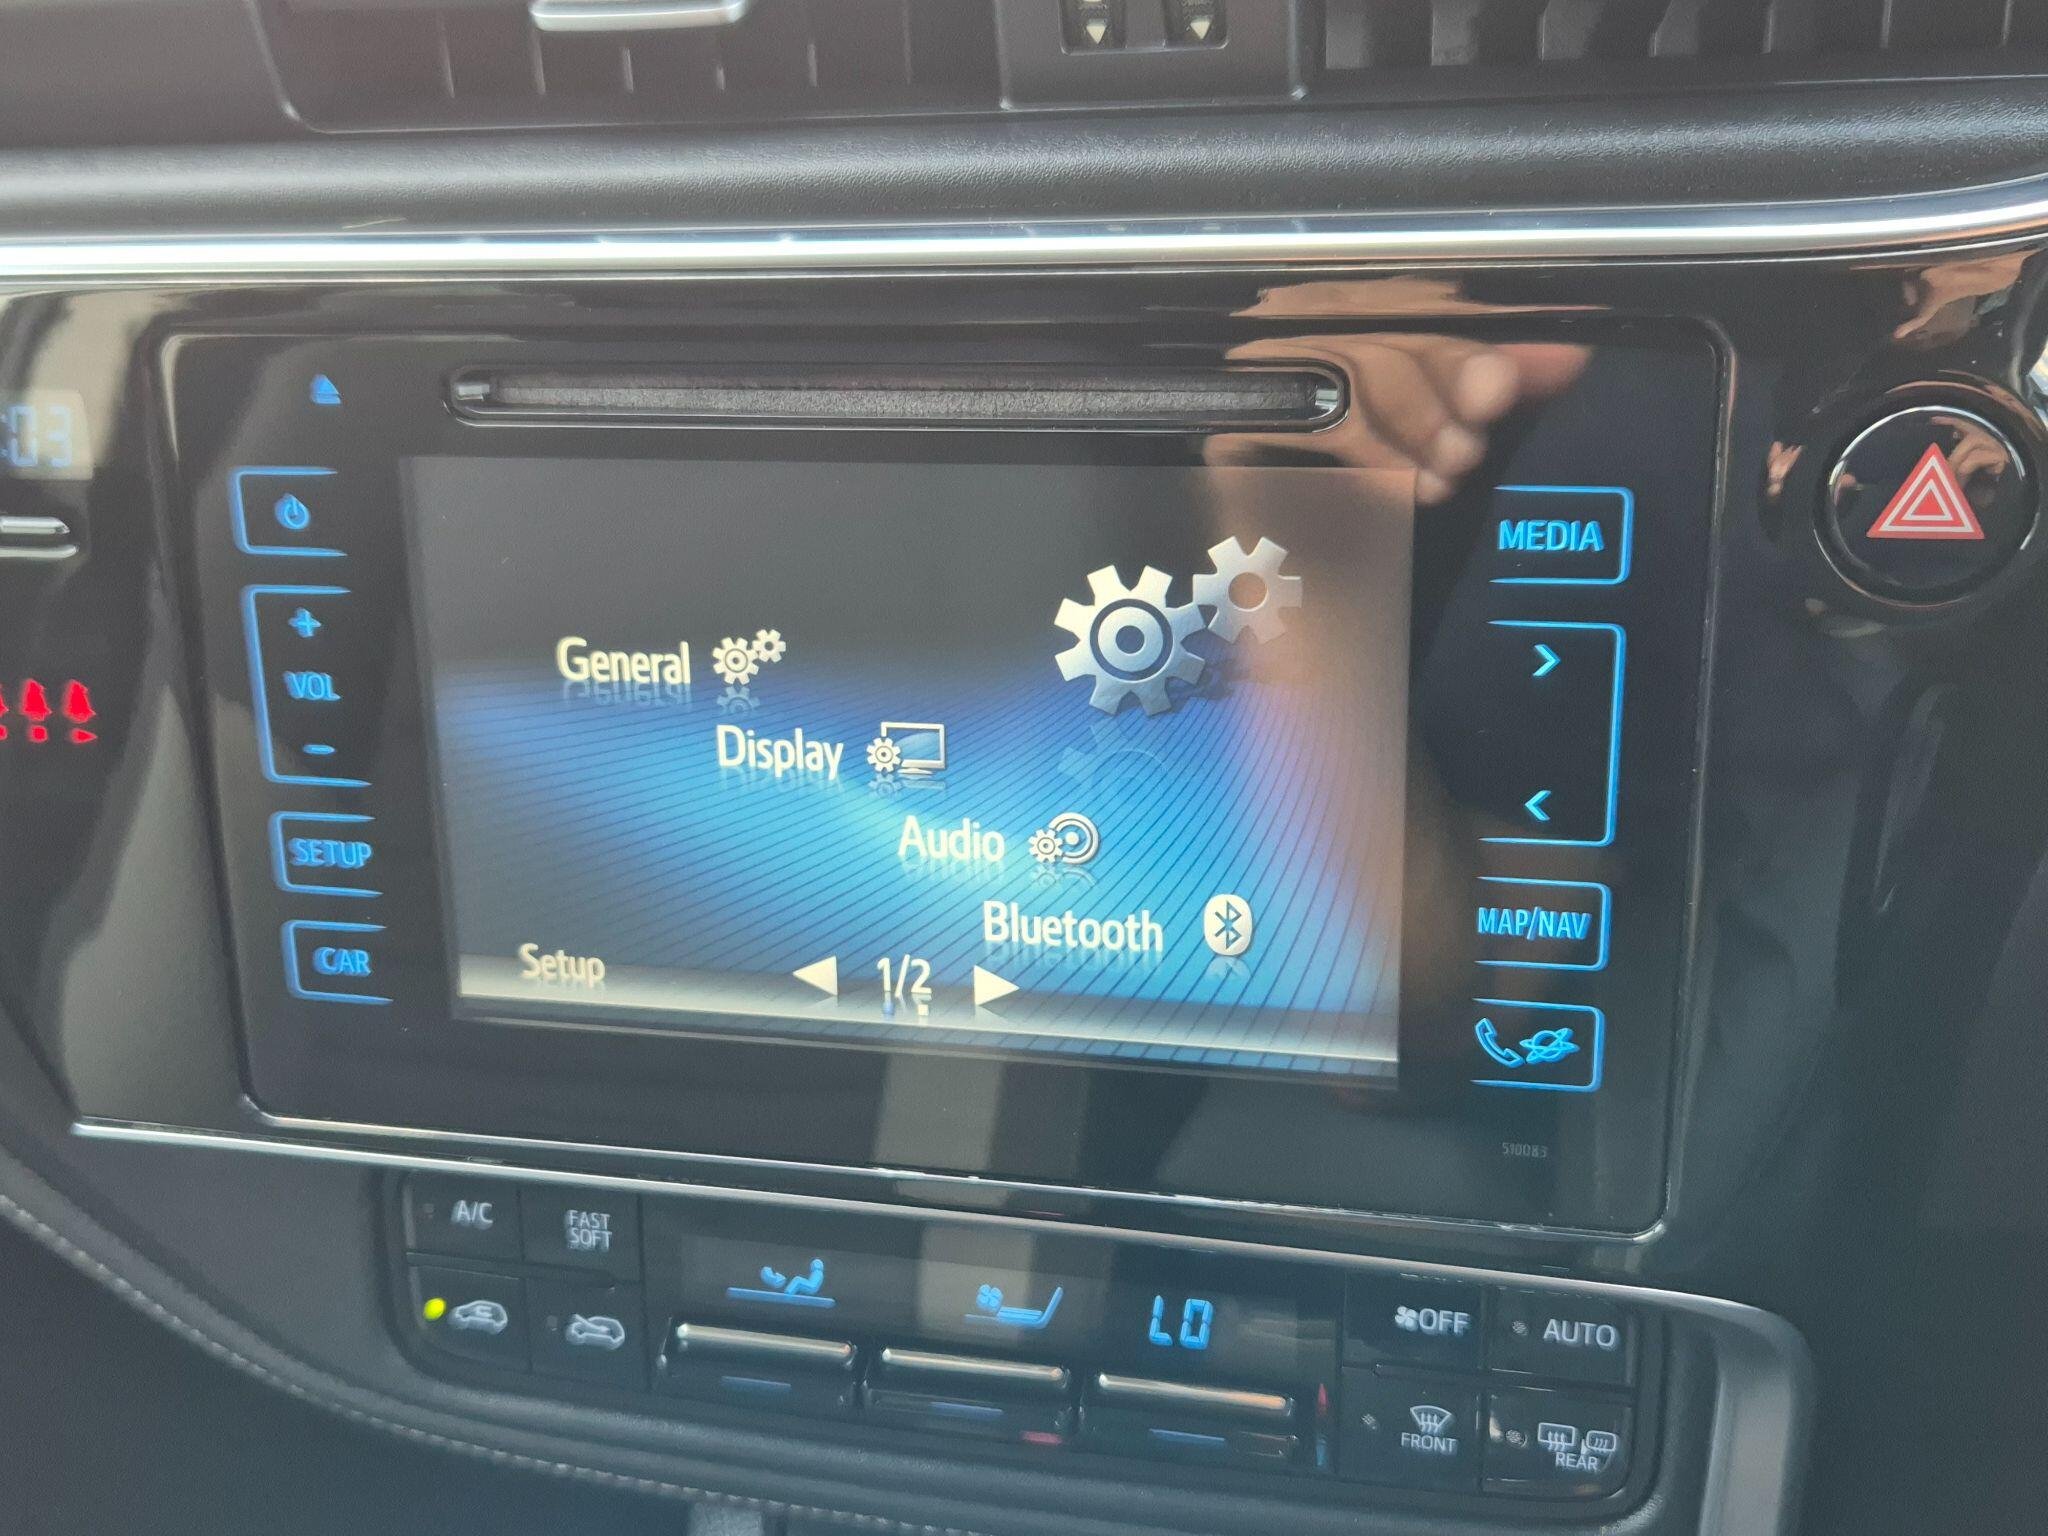 :03
MEDIA
VOL
SETUP
CAR
General
Display
Audio
Bluetooth
Setup
1/2
MAP/NAV
510083
A/C
FAST
SOFT
LO
OFF
AUTO
FRONT
REAR